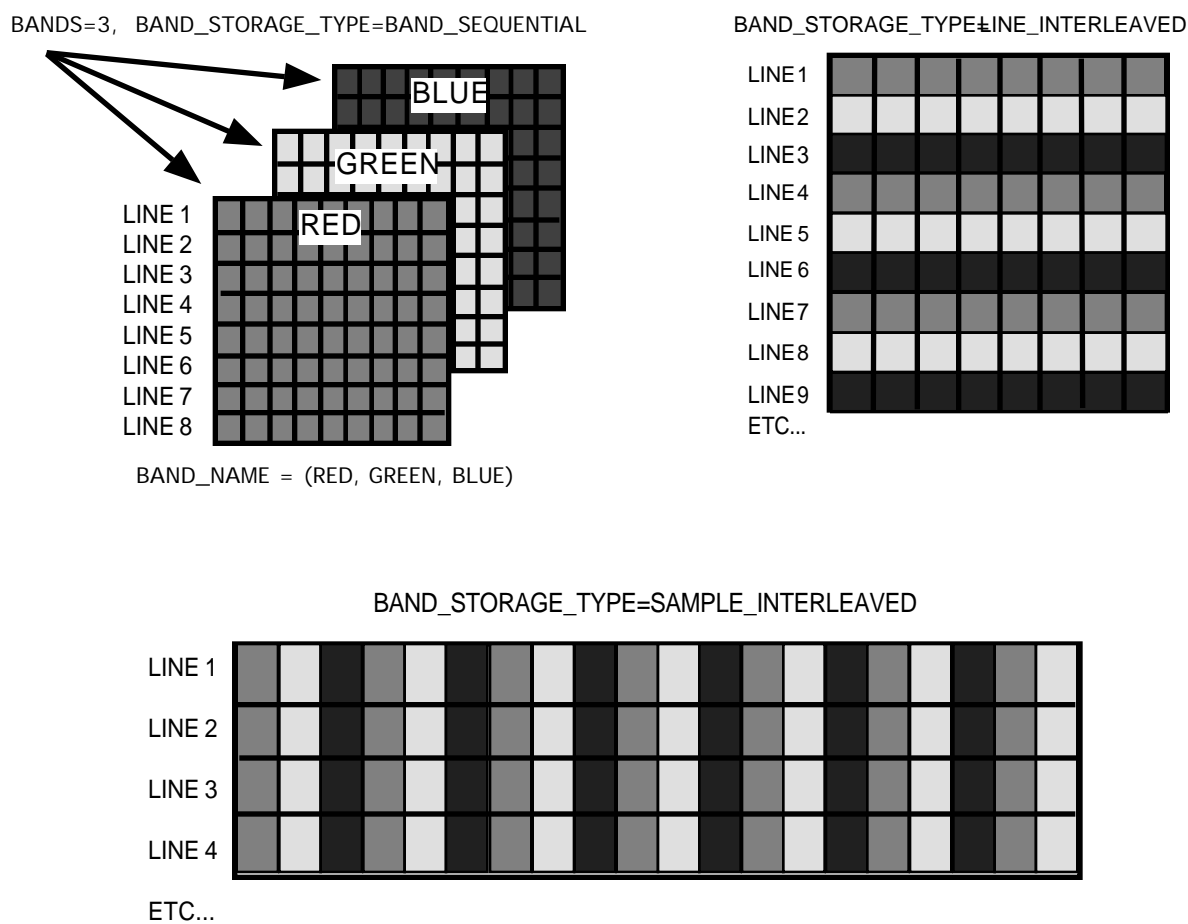 BANDS=3, BAND_STORAGE_TYPE=BAND_SEQUENTIAL
BLUE
GREEN
RED
LINE 1
LINE 2
LINE 3
LINE 4
LINE 5
LINE 6
LINE 7
LINE 8
BAND_NAME = (RED, GREEN, BLUE)
BAND_STORAGE_TYPE=LINE_INTERLEAVED
LINE1
LINE2
LINE3
LINE4
LINE 5
LINE 6
LINE7
LINE8
LINE9
ETC...
BAND_STORAGE_TYPE=SAMPLE_INTERLEAVED
LINE 1
LINE 2
LINE 3
LINE 4
ETC...